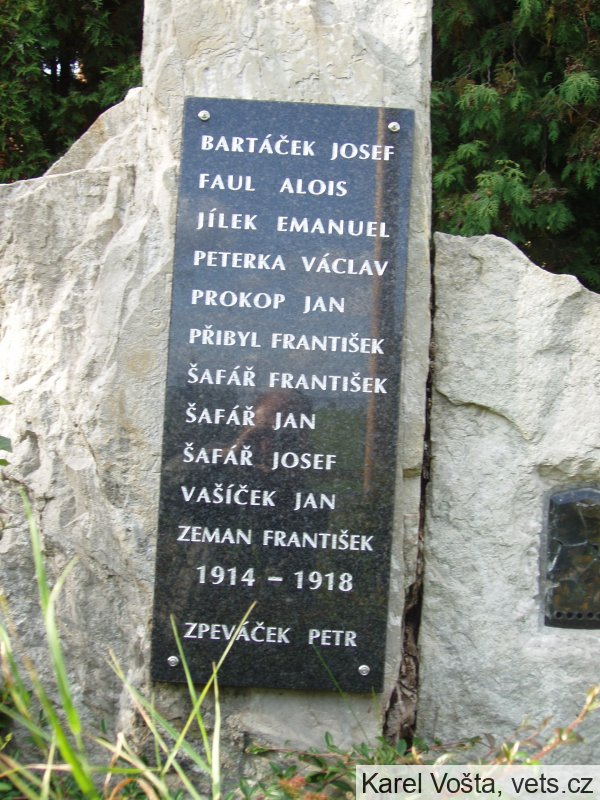 BARTÁČEK JOSEF
FAUL ALOIS
JÍLEK EMANUEL
PETERKA VÁCLAV
PROKOP JAN
PŘIBYL FRANTIŠEK
ŠAFÁŘ FRANTIŠEK
ŠAFÁŘ JAN
ŠAFÁŘ JOSEF
VAŠÍČEK JAN
ZEMAN FRANTIŠEK
1914 – 1918
ZPEVÁČEK PETR
Karel Vošta, vets.cz